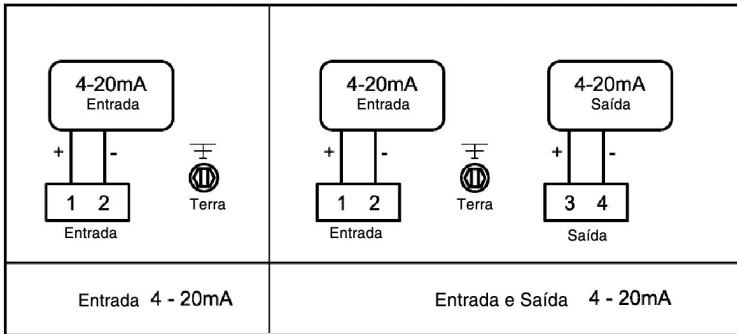 4-20mA
Entrada
+ -
1 2
Entrada
Terra
Entrada 4 - 20mA
4-20mA
Entrada
+ -
1 2
Entrada
Terra
4-20mA
Saída
+ -
3 4
Saída
Entrada e Saída 4 - 20mA